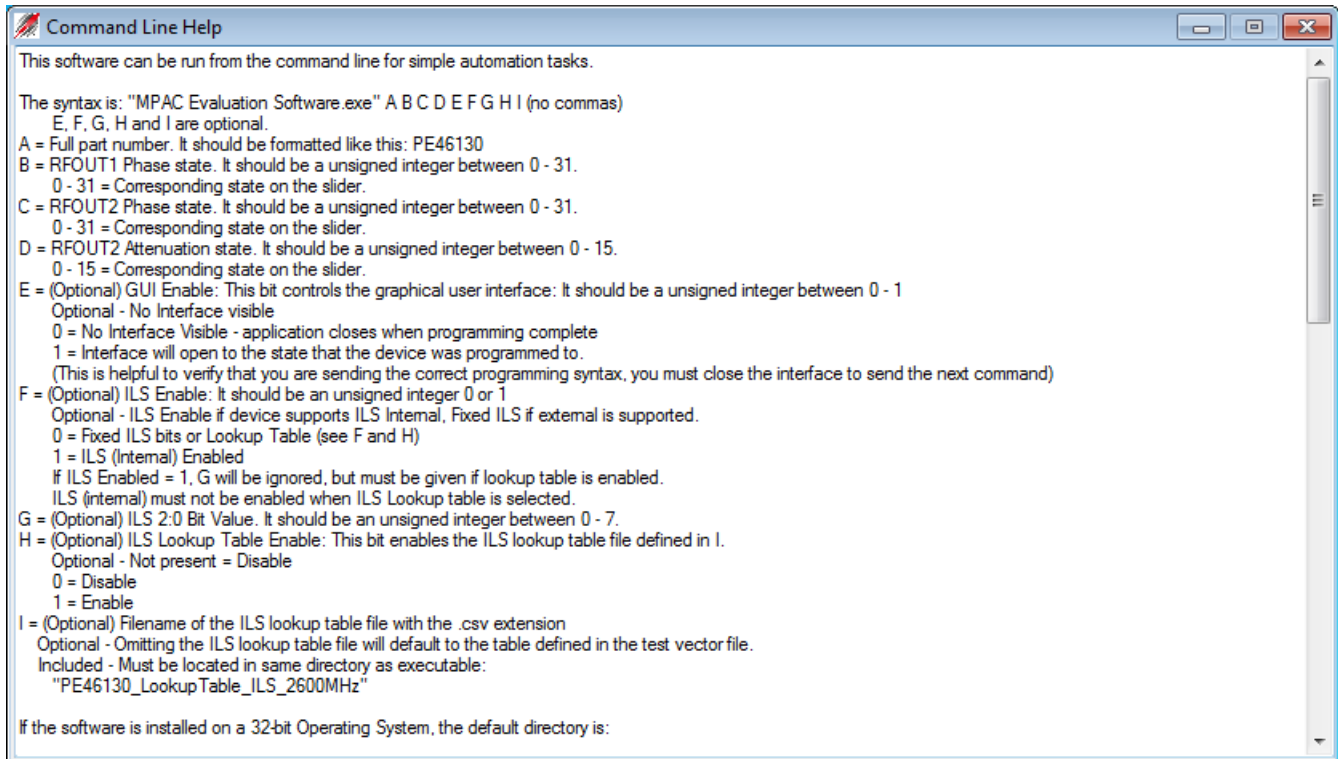 Command Line Help
This software can be run from the command line for simple automation tasks.
The syntax is: "MPAC Evaluation Software.exe" A B C D E F G H I (no commas)
E, F, G, H and I are optional.
A = Full part number. It should be formatted like this: PE46130
B = RFOUT1 Phase state. It should be a unsigned integer between 0 - 31.
0 - 31 = Corresponding state on the slider.
C = RFOUT2 Phase state. It should be a unsigned integer between 0 - 31.
0 - 31 = Corresponding state on the slider.
D = RFOUT2 Attenuation state. It should be a unsigned integer between 0 - 15.
0 - 15 = Corresponding state on the slider.
E = (Optional) GUI Enable: This bit controls the graphical user interface: It should be a unsigned integer between 0 - 1
Optional - No Interface visible
0 = No Interface Visible - application closes when programming complete
1 = Interface will open to the state that the device was programmed to.
(This is helpful to verify that you are sending the correct programming syntax, you must close the interface to send the next command)
F = (Optional) ILS Enable: It should be an unsigned integer 0 or 1
Optional - ILS Enable if device supports ILS Internal, Fixed ILS if external is supported.
0 = Fixed ILS bits or Lookup Table (see F and H)
1 = ILS (Internal) Enabled
If ILS Enabled = 1, G will be ignored, but must be given if lookup table is enabled.
ILS (internal) must not be enabled when ILS Lookup table is selected.
G = (Optional) ILS 2:0 Bit Value. It should be an unsigned integer between 0 - 7.
H = (Optional) ILS Lookup Table Enable: This bit enables the ILS lookup table file defined in I.
Optional - Not present = Disable
0 = Disable
1 = Enable
I = (Optional) Filename of the ILS lookup table file with the .csv extension
Optional - Omitting the ILS lookup table file will default to the table defined in the test vector file.
Included - Must be located in same directory as executable:
"PE46130_LookupTable_ILS_2600MHz"
If the software is installed on a 32-bit Operating System, the default directory is: